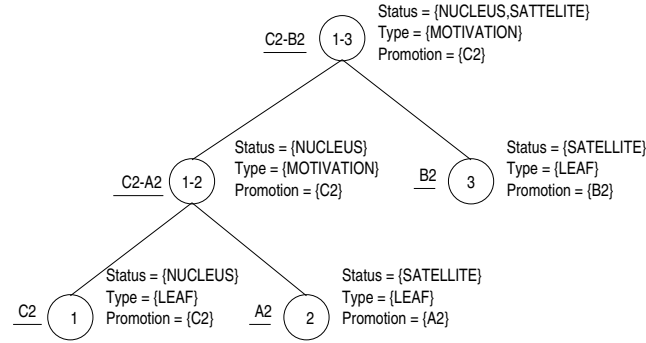 Status = {NUCLEUS,SATTELITE}
C2-B2
1-3
Type = {MOTIVATION}
Promotion = {C2}
Status = {NUCLEUS}
C2-A2
1-2
Type = {MOTIVATION}
Promotion = {C2}
Status = {SATELLITE}
B2
3
Type = {LEAF}
Promotion = {B2}
Status = {NUCLEUS}
Type = {LEAF}
C2
1
Promotion = {C2}
Status = {SATELLITE}
Type = {LEAF}
A2
2
Promotion = {A2}